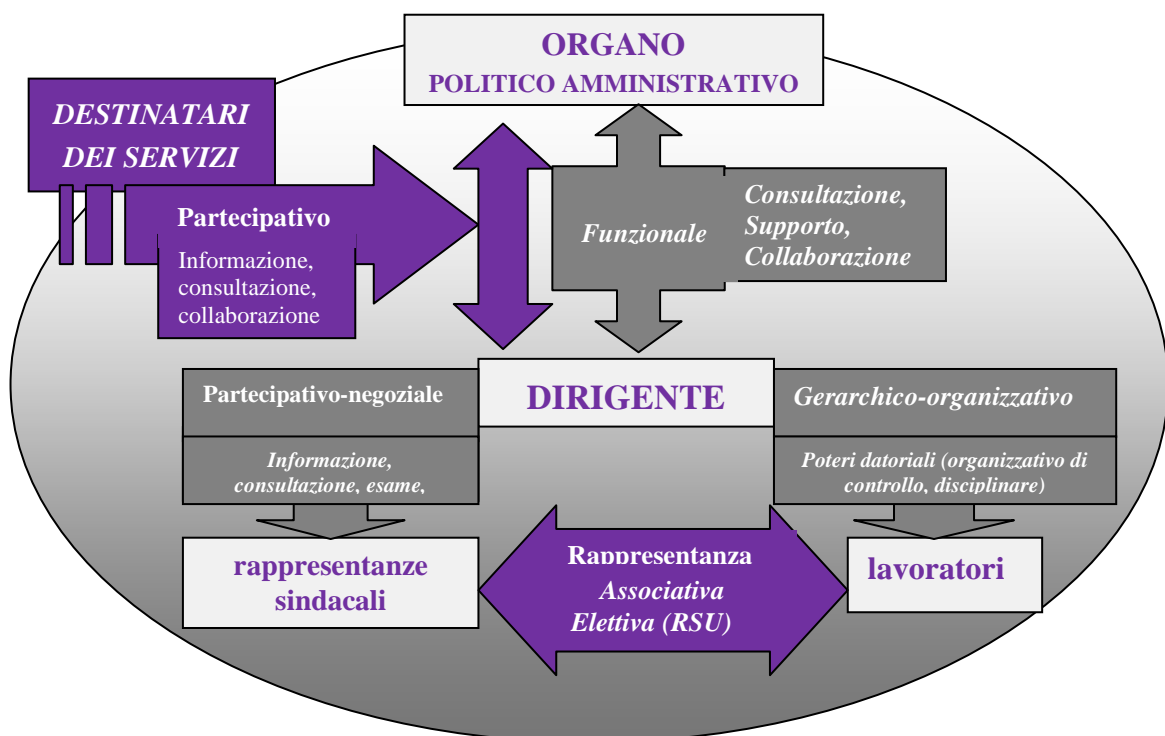 ORGANO
POLITICO AMMINISTRATIVO
DESTINATARI
DEI SERVIZI
Partecipativo
Informazione,
consultazione,
collaborazione
Funzionale
Consultazione,
Supporto,
Collaborazione
Partecipativo-negoziale
DIRIGENTE
Gerarchico-organizzativo
Informazione,
consultazione, esame,
Poteri datoriali (organizzativo di
controllo, disciplinare)
rappresentanze
sindacali
Rappresentanza
Associativa
Elettiva (RSU)
lavoratori